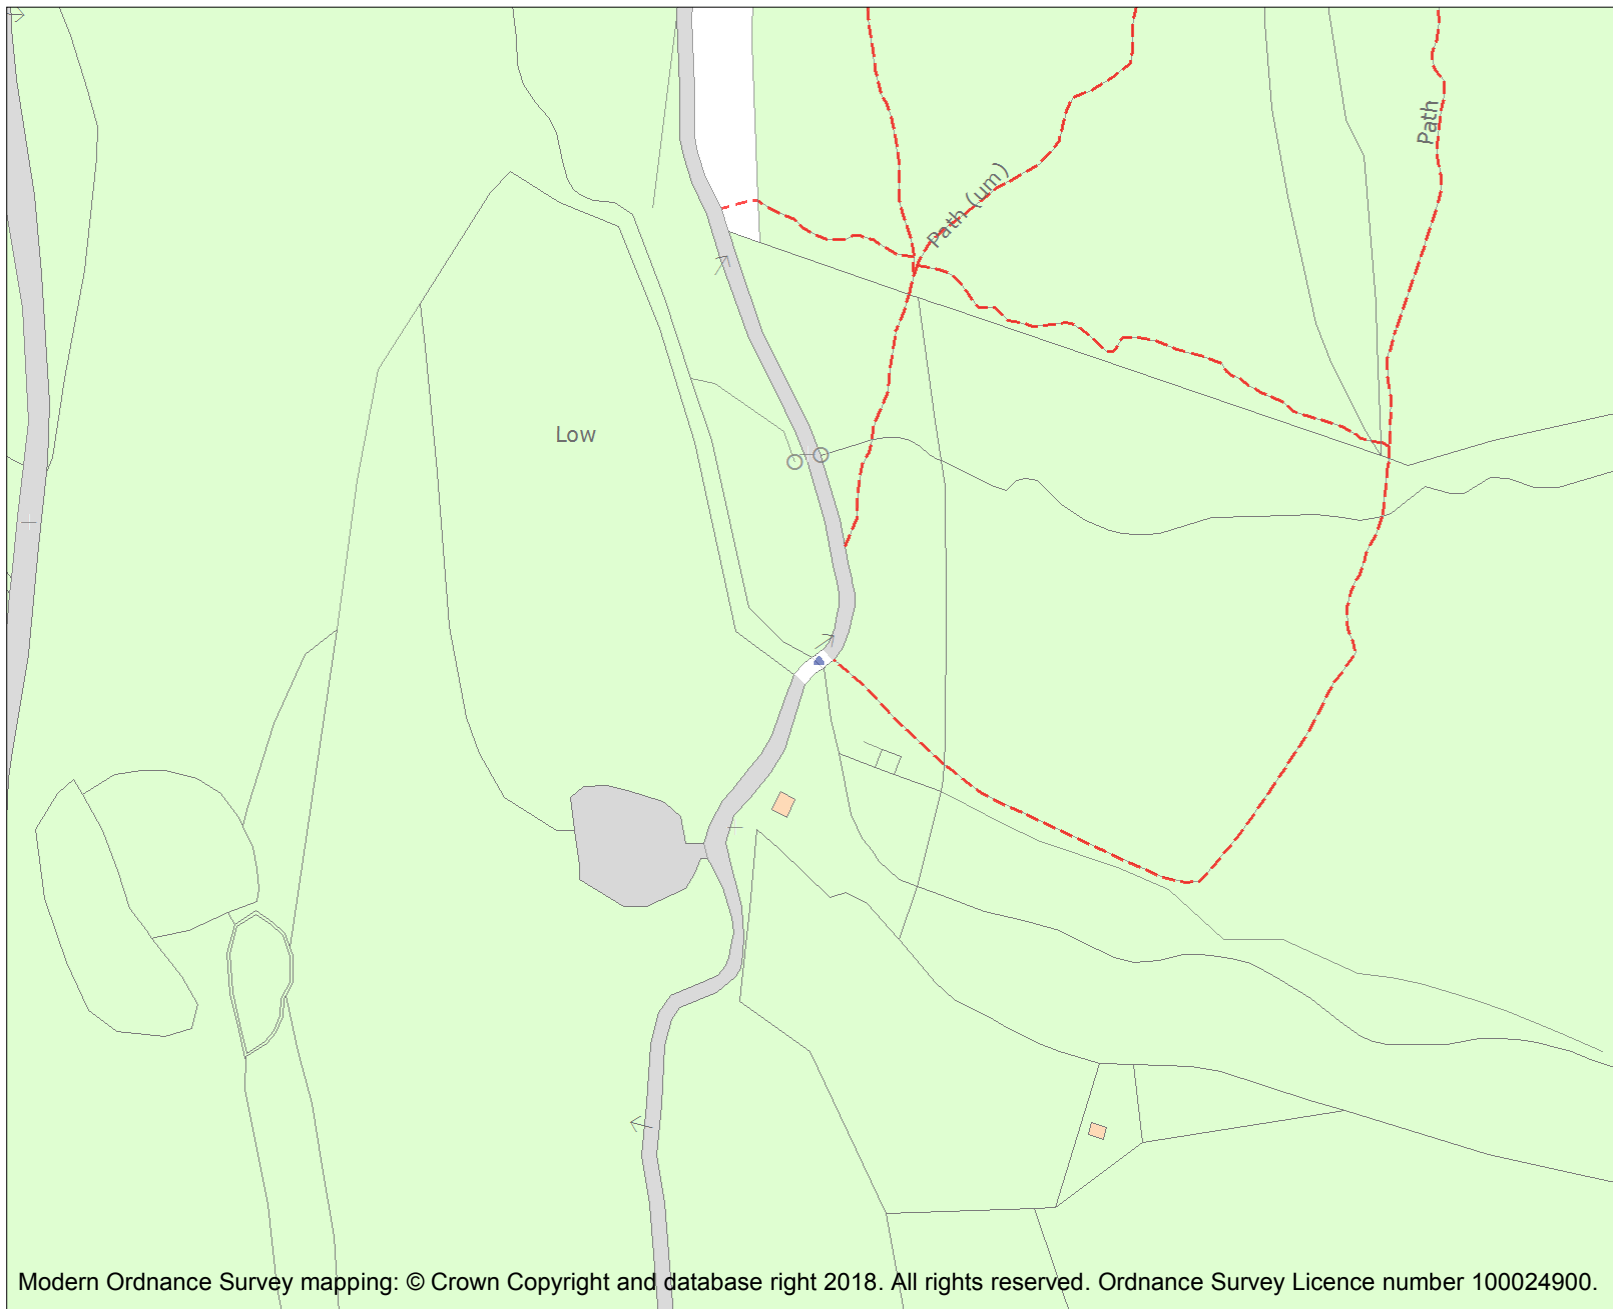 Path
Path (um)
Low
Modern Ordnance Survey mapping: © Crown Copyright and database right 2018. All rights reserved. Ordnance Survey Licence number 100024900.